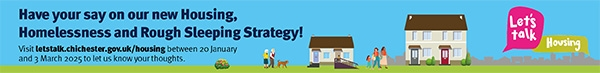 Have your say on our new Housing,
Homelessness and Rough Sleeping Strategy!
Visit letstalk.chichester.gov.uk/housing between 20 January
and 3 March 2025 to let us know your thoughts.
Let's
talk
Housing